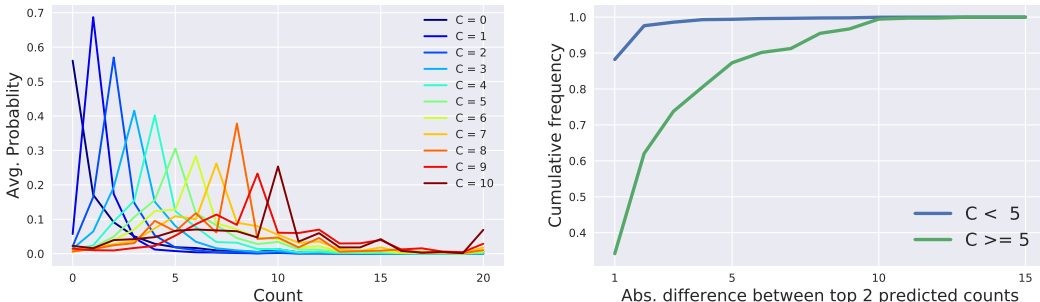 Avg. Probablity
0.7
0.6
0.5
0.4
0.3
0.2
0.1
0.0
0
5
10
15
20
Count
C = 0
C = 1
C = 2
C = 3
C = 4
C = 5
C = 6
C = 7
C = 8
C = 9
C = 10
Cumulative frequency
1.0
0.9
0.8
0.7
0.6
0.5
0.4
1
5
10
15
Abs. difference between top 2 predicted counts
C < 5
C >= 5